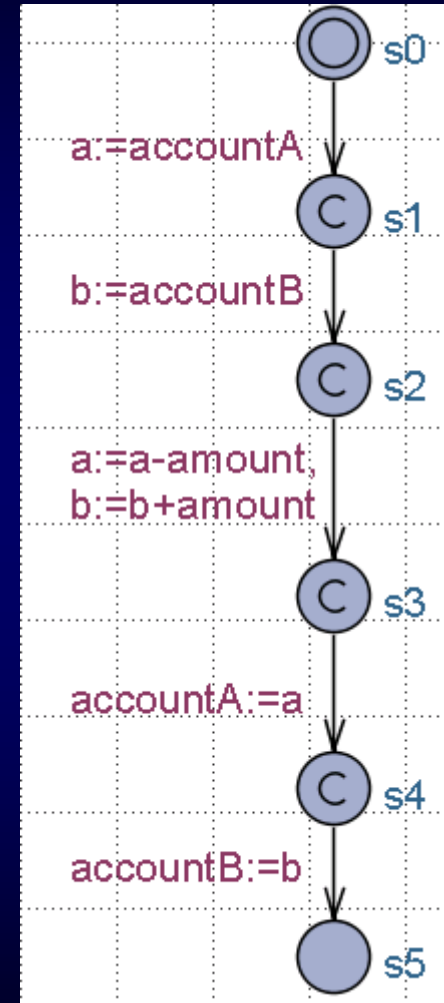 s0
a:=accountA
C
s1
b:=accountB
C
s2
a:=a-amount,
b:=b+amount
C
s3
accountA:=a
C
s4
accountB:=b
s5